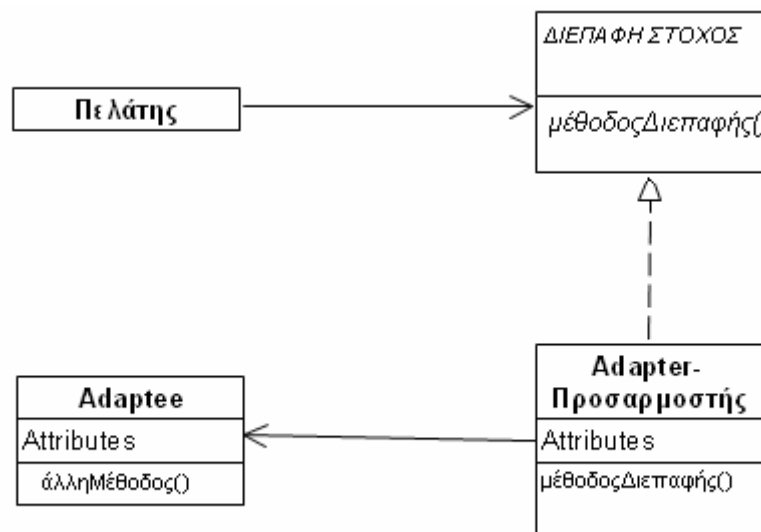 ΔΙΕΠΑΦΗ ΣΤΟΧΟΣ
Πελάτης
μέθοδοςΔιεπαφής()
Adaptee
Attributes
άλληΜέθοδος()
Adapter-
Προσαρμοστής
Attributes
μέθοδοςΔιεπαφής()